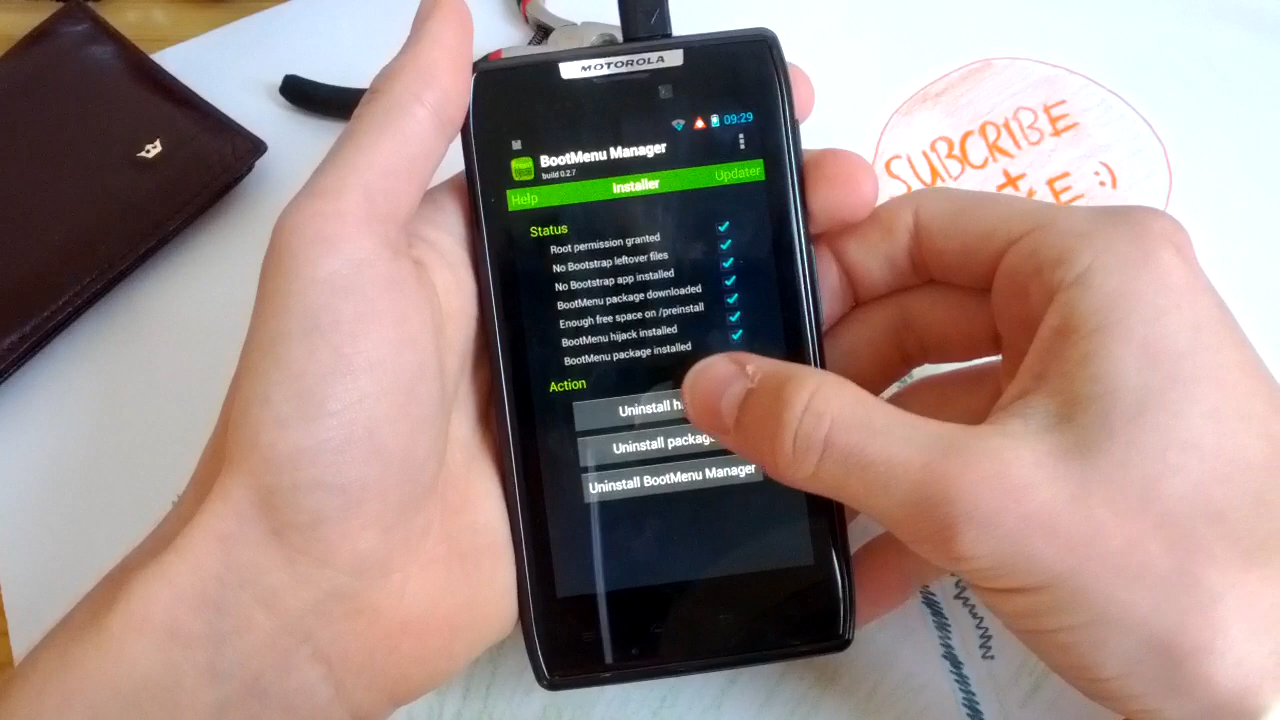 MOTOROLA
09:29
BootMenu Manager
build 0.2.7
Help Installer Updater
Status
Root permission granted
No Bootstrap leftover files
No Bootstrap app installed
BootMenu package downloaded
Enough free space on /preinstall
BootMenu hijack installed
BootMenu package installed
Action
Uninstall h
Uninstall package
Uninstall BootMenu Manager
SUBCRIBE
E :)